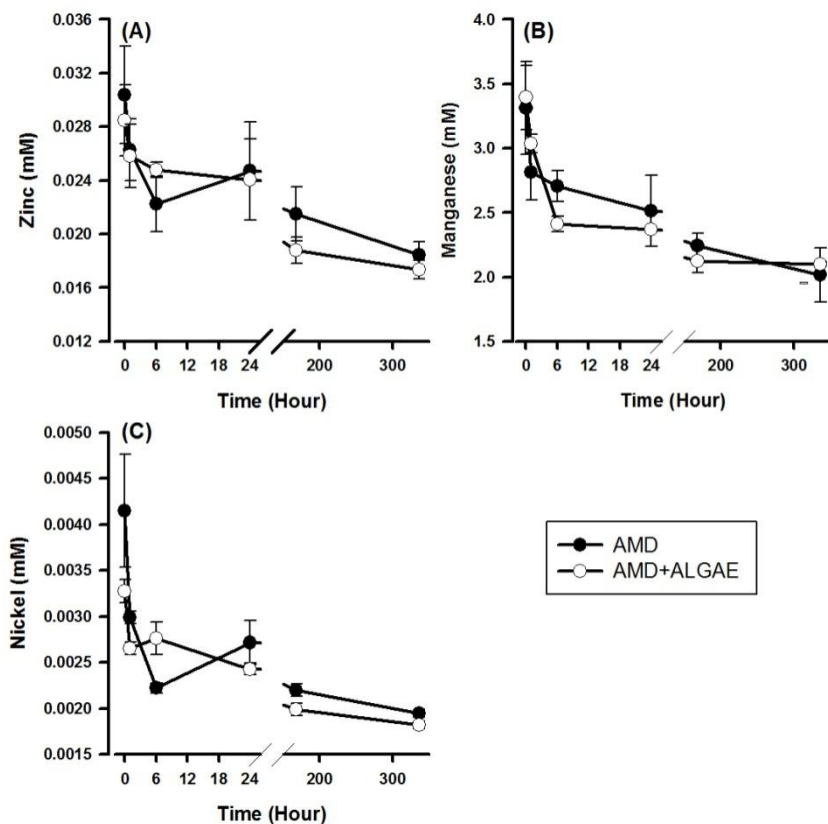 (A)
0.036
0.032
0.028
0.024
0.020
0.016
0.012
Zinc (mM)
0 6 12 18 24 200 300
Time (Hour)
(B)
4.0
3.5
3.0
2.5
2.0
1.5
Manganese (mM)
0 6 12 18 24 200 300
Time (Hour)
(C)
0.0050
0.0045
0.0040
0.0035
0.0030
0.0025
0.0020
0.0015
Nickel (mM)
0 6 12 18 24 200 300
Time (Hour)
AMD
AMD+ALGAE